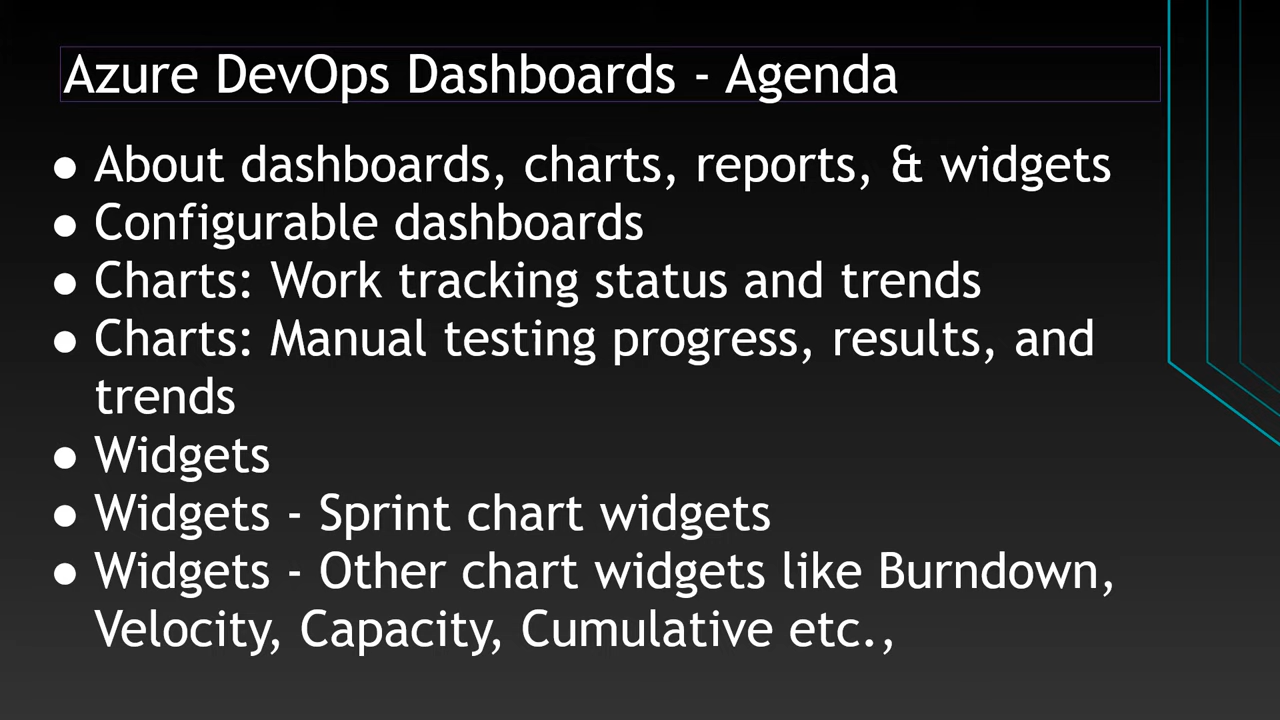 Azure DevOps Dashboards - Agenda
● About dashboards, charts, reports, & widgets
● Configurable dashboards
● Charts: Work tracking status and trends
● Charts: Manual testing progress, results, and
trends
● Widgets
● Widgets - Sprint chart widgets
● Widgets - Other chart widgets like Burndown,
Velocity, Capacity, Cumulative etc.,